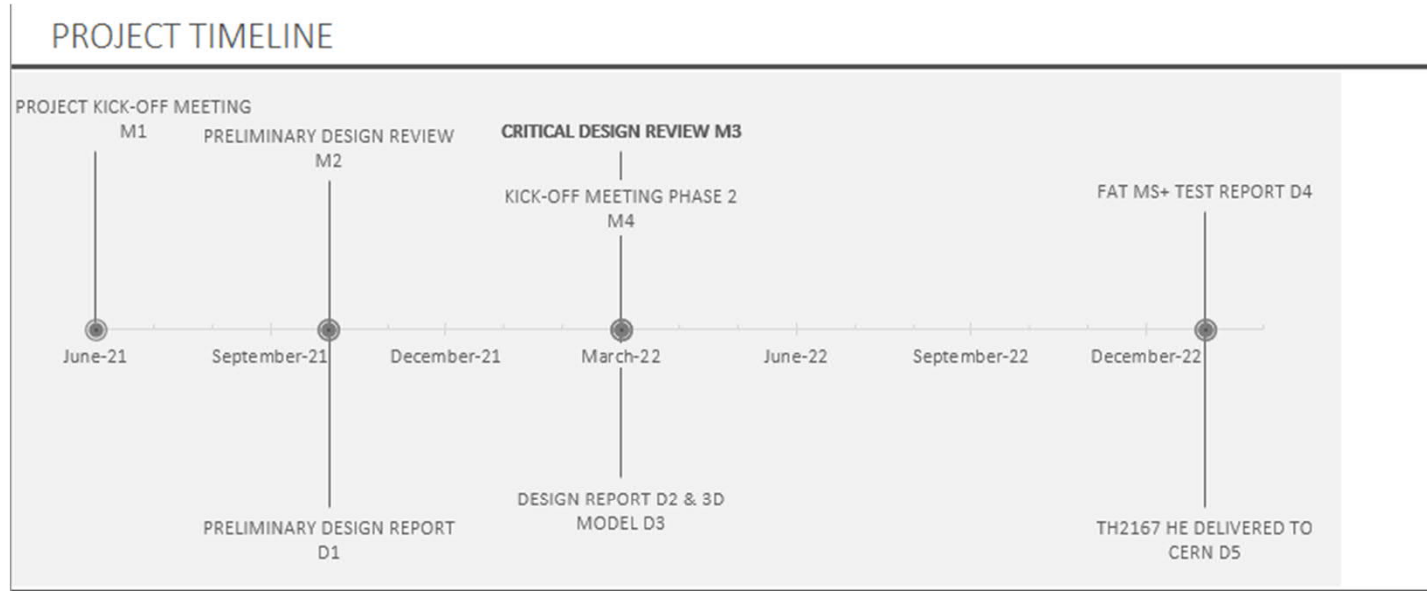 PROJECT TIMELINE
PROJECT KICK-OFF MEETING
M1
PRELIMINARY DESIGN REVIEW
M2
CRITICAL DESIGN REVIEW M3
KICK-OFF MEETING PHASE 2
M4
FAT MS+ TEST REPORT D4
June-21
September-21
December-21
March-22
June-22
September-22
December-22
PRELIMINARY DESIGN REPORT
D1
DESIGN REPORT D2 & 3D
MODEL D3
TH2167 HE DELIVERED TO
CERN D5